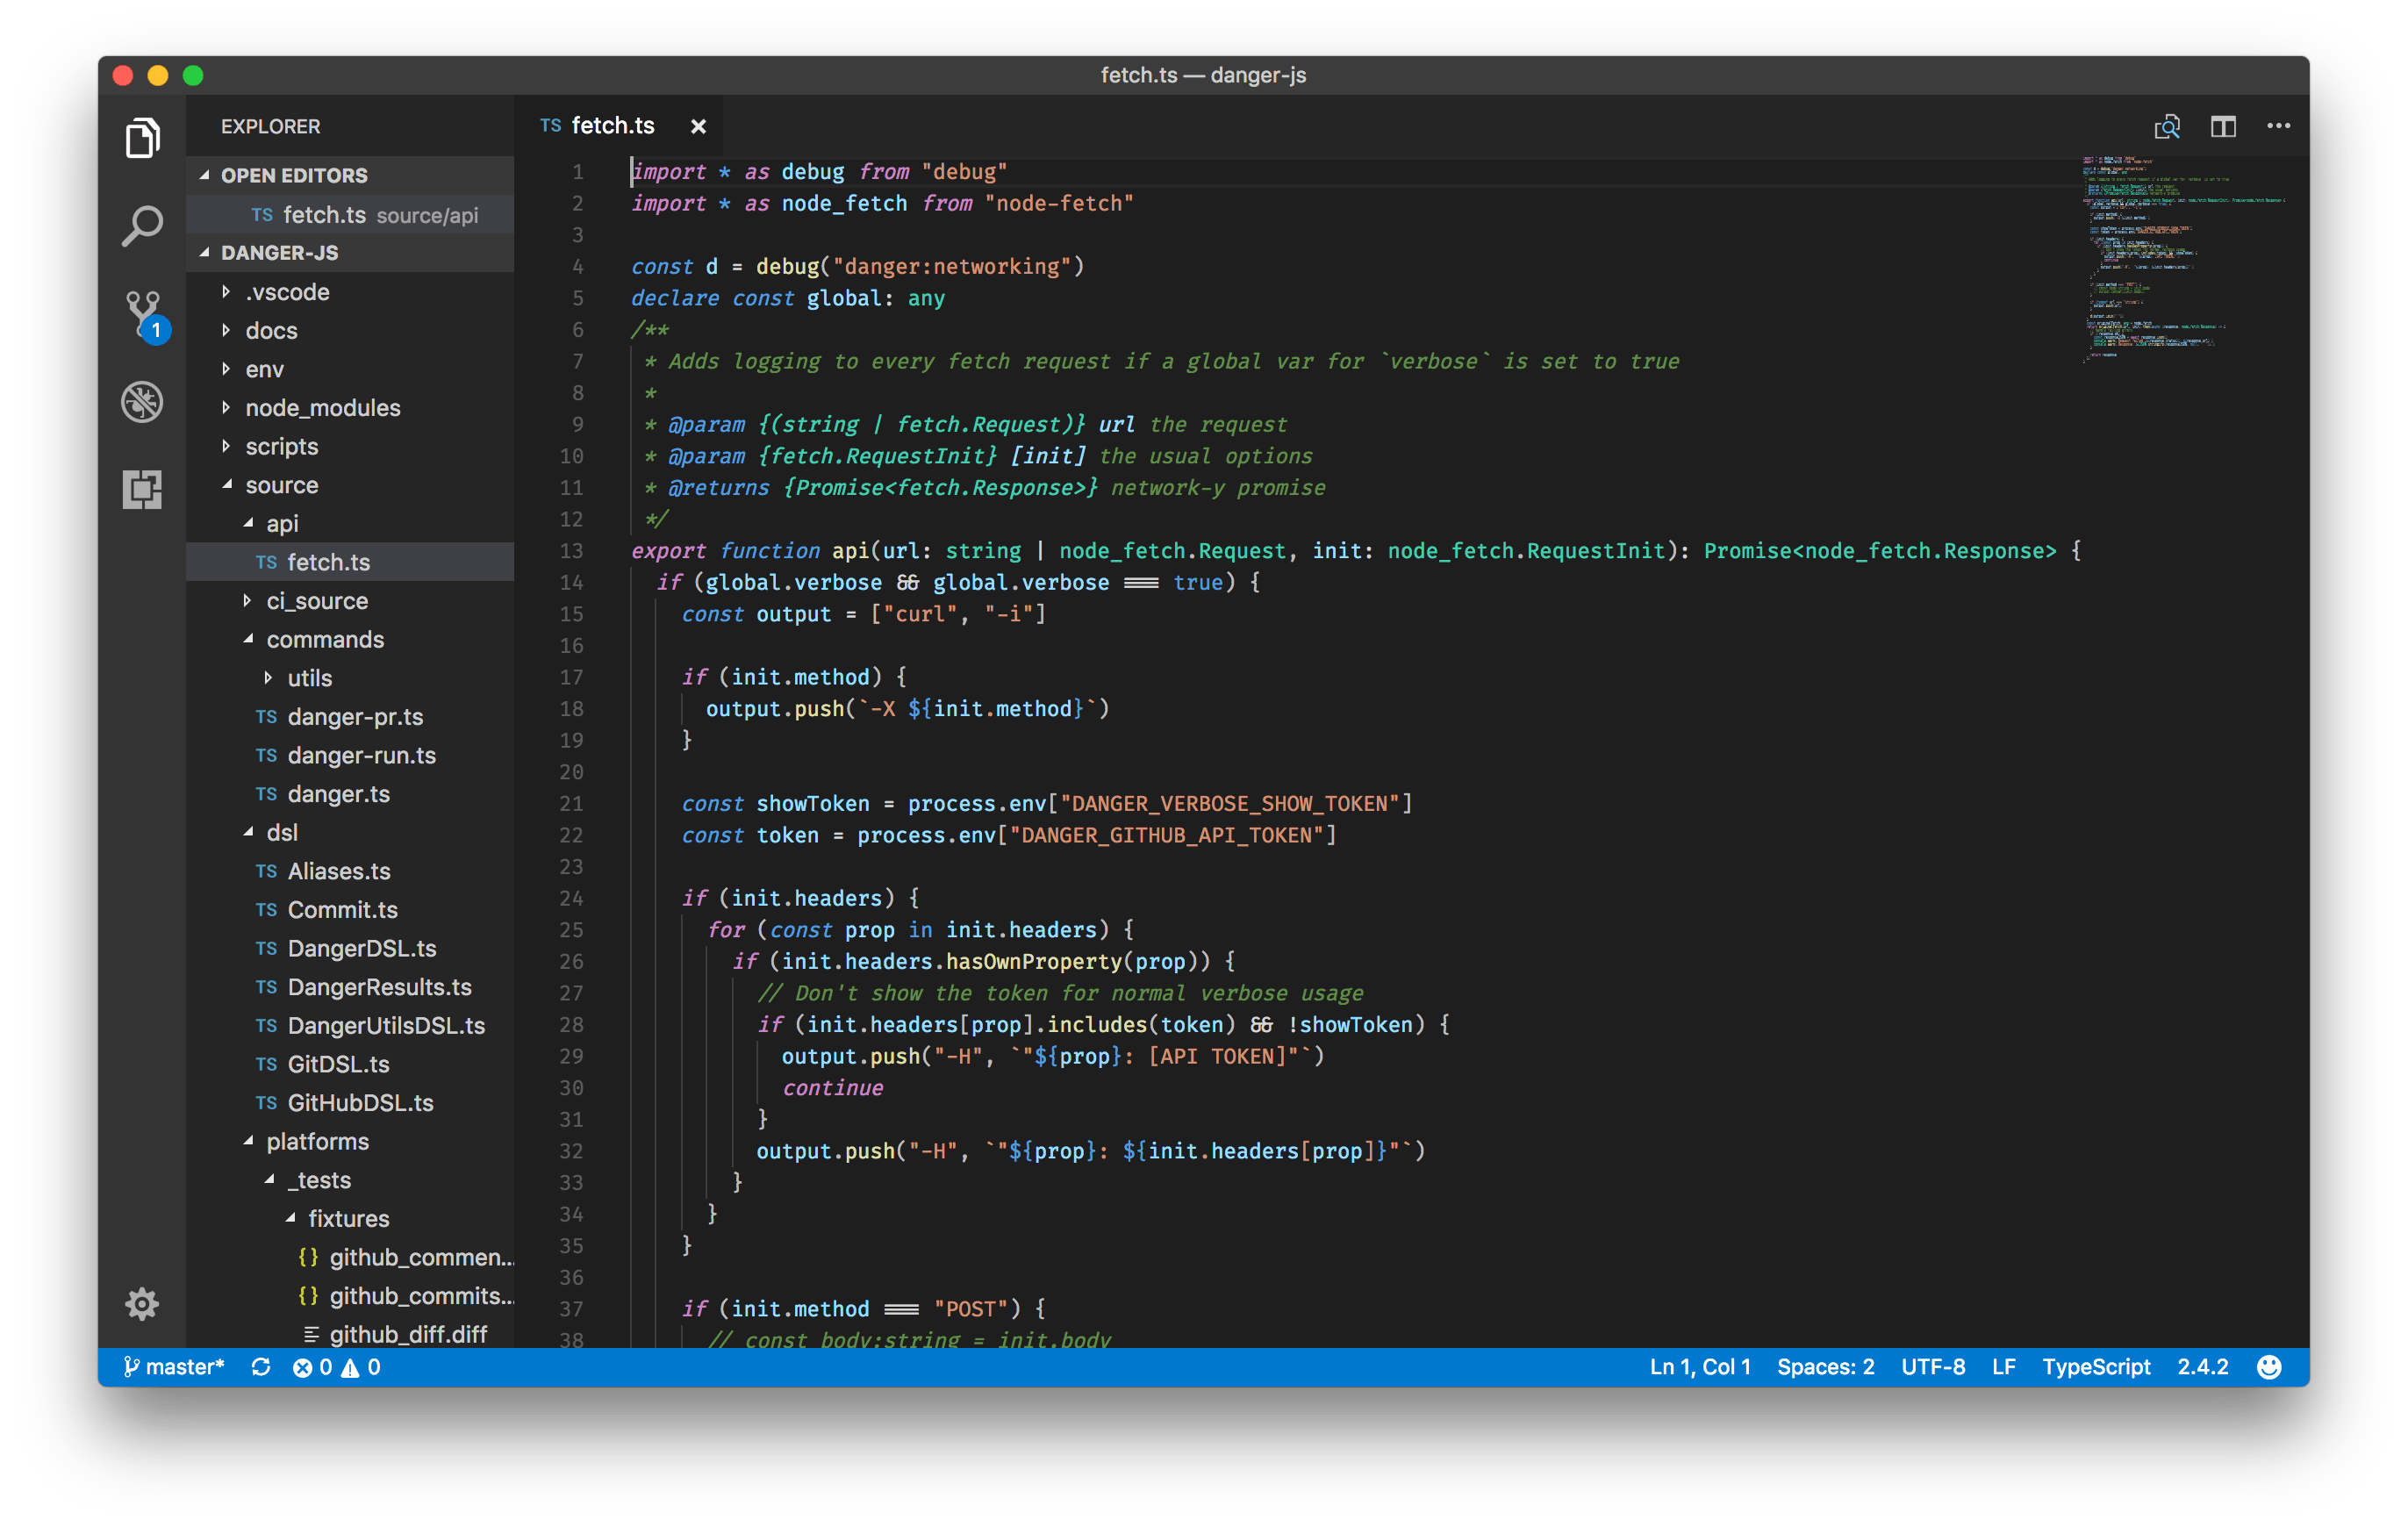 fetch.ts — danger-js
EXPLORER
OPEN EDITORS
TS fetch.ts source/api
DANGER-JS
.vscode
docs
env
node_modules
scripts
source
api
TS fetch.ts
ci_source
commands
utils
TS danger-pr.ts
TS danger-run.ts
TS danger.ts
dsl
TS Aliases.ts
TS Commit.ts
TS DangerDSL.ts
TS DangerResults.ts
TS DangerUtilsDSL.ts
TS GitDSL.ts
TS GitHubDSL.ts
platforms
_tests
fixtures
{} github_commen...
{} github_commits...
github_diff.diff
1
TS fetch.ts ×
1 import * as debug from "debug"
2 import * as node_fetch from "node-fetch"
3
4 const d = debug("danger:networking")
5 declare const global: any
6 /**
7 * Adds logging to every fetch request if a global var for `verbose` is set to true
8 *
9 * @param {(string | fetch.Request)} url the request
10 * @param {fetch.RequestInit} [init] the usual options
11 * @returns {Promise<fetch.Response>} network-y promise
12 */
13 export function api(url: string | node_fetch.Request, init: node_fetch.RequestInit): Promise<node_fetch.Response> {
14 if (global.verbose && global.verbose === true) {
15 const output = ["curl", "-i"]
16
17 if (init.method) {
18 output.push(`-X ${init.method}`)
19 }
20
21 const showToken = process.env["DANGER_VERBOSE_SHOW_TOKEN"]
22 const token = process.env["DANGER_GITHUB_API_TOKEN"]
23
24 if (init.headers) {
25 for (const prop in init.headers) {
26 if (init.headers.hasOwnProperty(prop)) {
27 // Don't show the token for normal verbose usage
28 if (init.headers[prop].includes(token) && !showToken) {
29 output.push("-H", `"${prop}: [API TOKEN]"`)
30 continue
31 }
32 output.push("-H", `"${prop}: ${init.headers[prop]}"`)
33 }
34 }
35 }
36
37 if (init.method === "POST") {
38 // const body:string = init.body
master* 0 0
Ln 1, Col 1 Spaces: 2 UTF-8 LF TypeScript 2.4.2